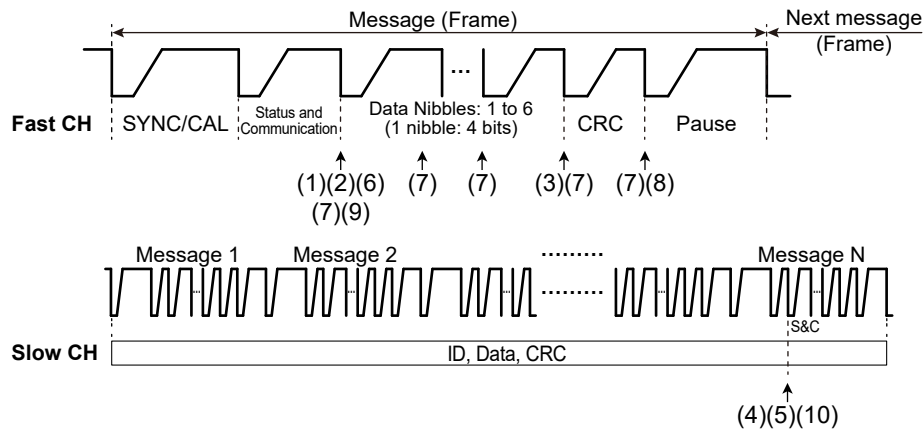 Message (Frame)
Next message
(Frame)
...
Fast CH
SYNC/CAL
Status and
Communication
Data Nibbles: 1 to 6
(1 nibble: 4 bits)
CRC
Pause
(1)(2)(6)
(7)(9)
(7)
(7)
(3)(7)
(7)(8)
Message 1
Message 2
Message N
S&C
Slow CH
ID, Data, CRC
(4)(5)(10)